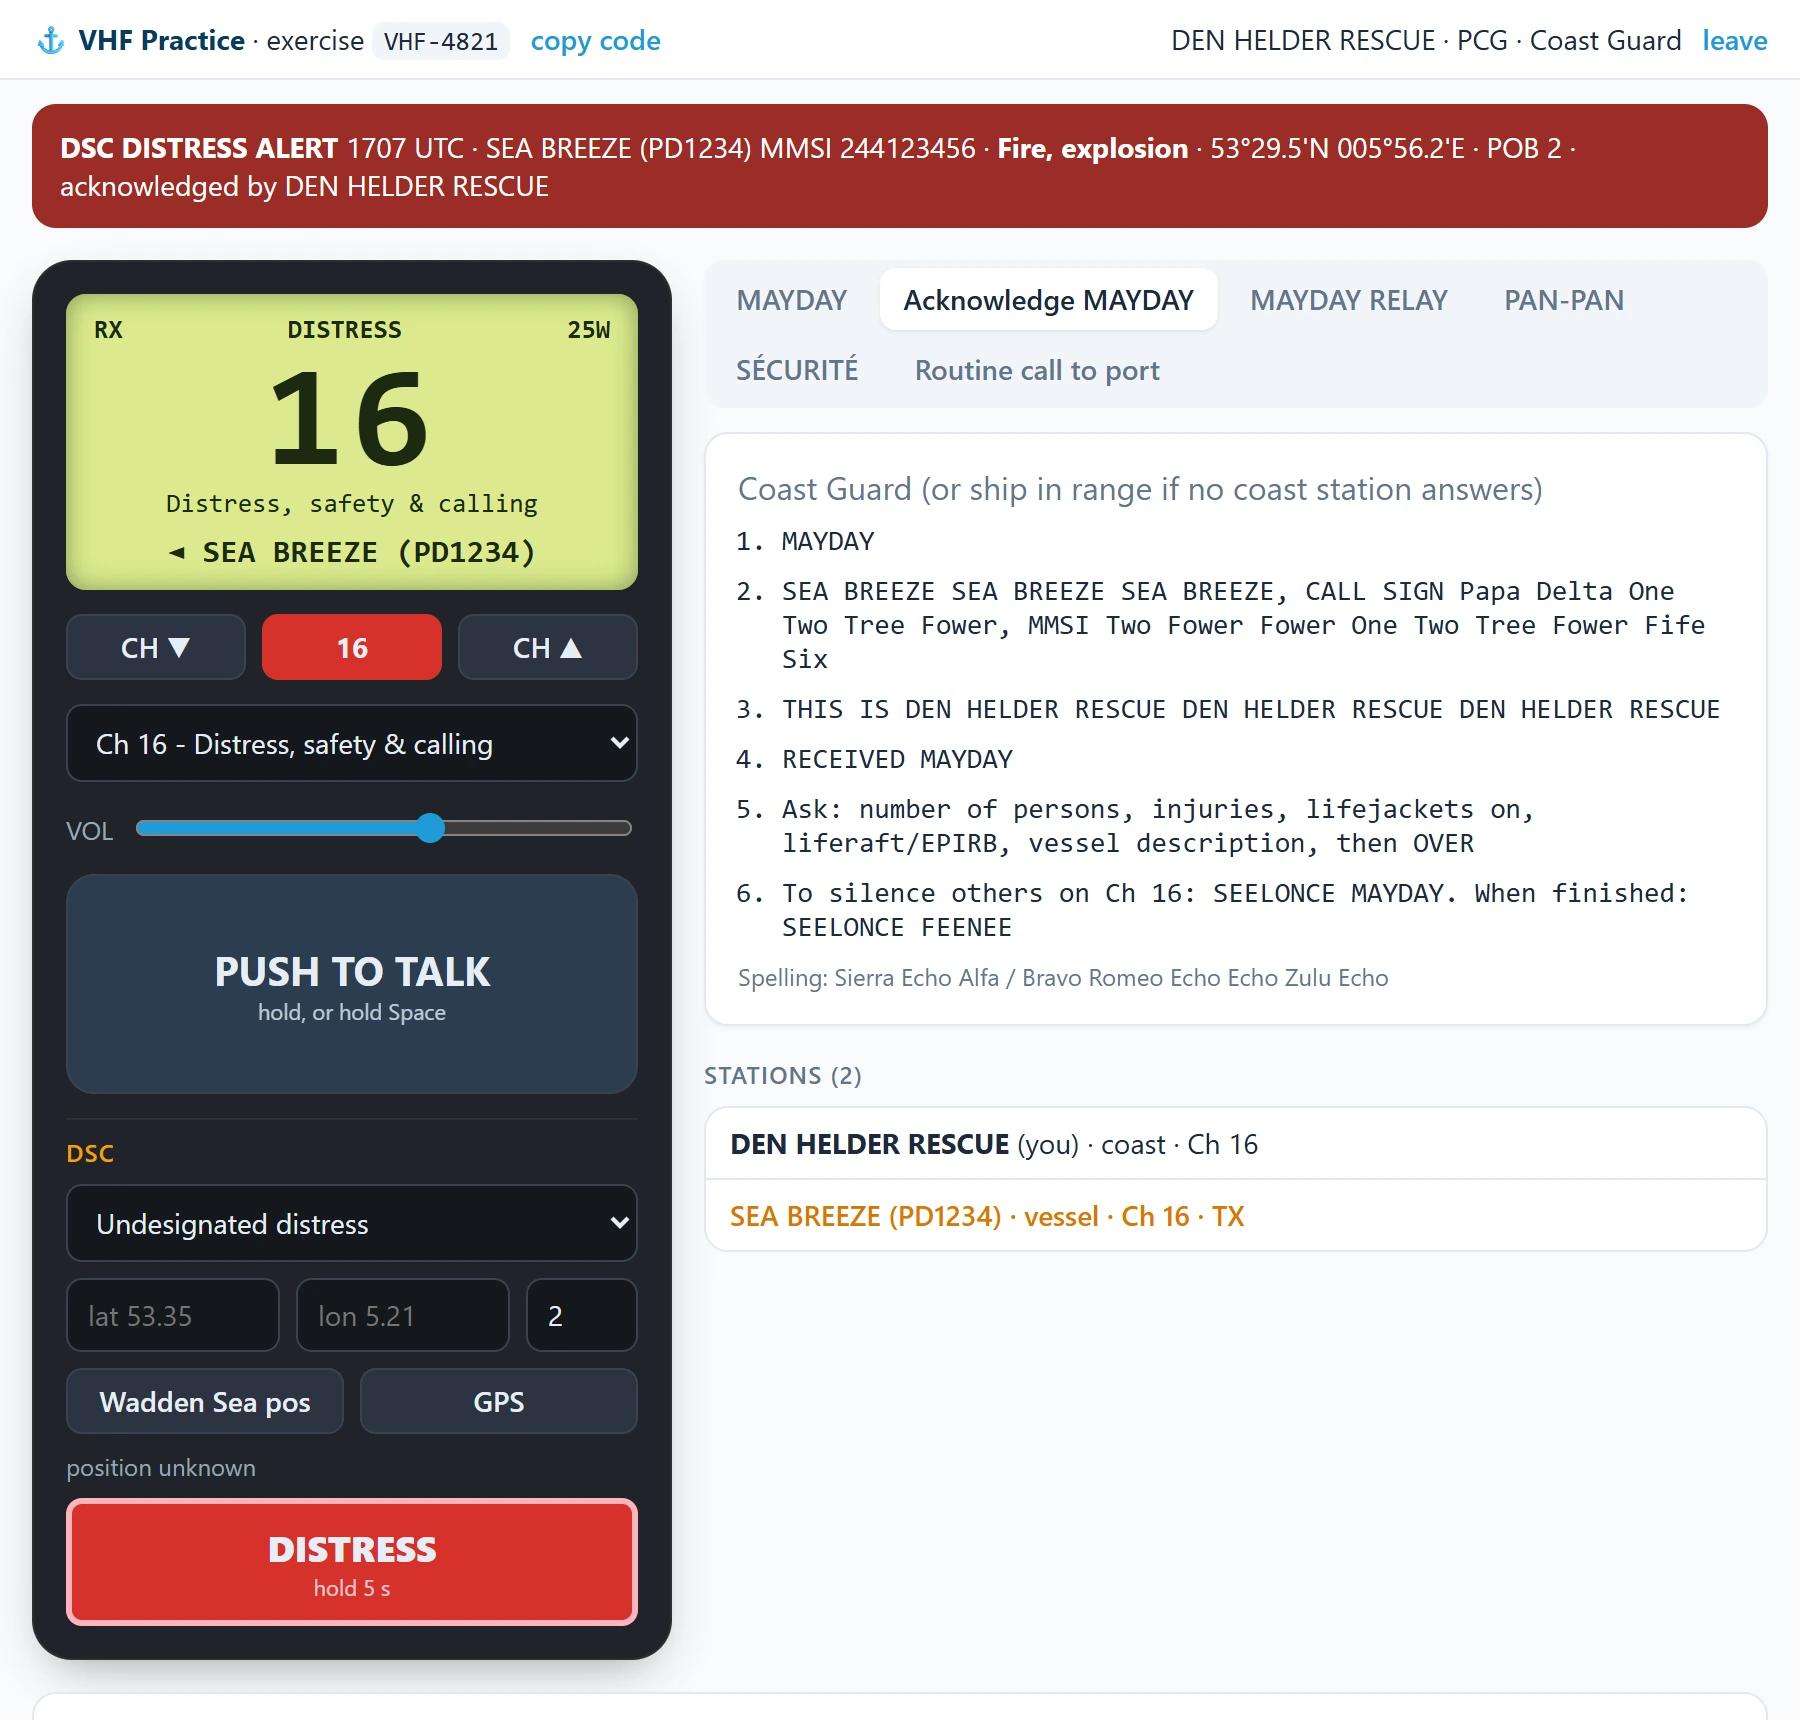 ⚓ VHF Practice · exercise VHF-4821 copy code
DEN HELDER RESCUE · PCG · Coast Guard leave
DSC DISTRESS ALERT 1707 UTC · SEA BREEZE (PD1234) MMSI 244123456 · Fire, explosion · 53°29.5'N 005°56.2'E · POB 2 ·
acknowledged by DEN HELDER RESCUE
RX DISTRESS 25W
16
Distress, safety & calling
◄ SEA BREEZE (PD1234)
CH ▼ 16 CH ▲
Ch 16 - Distress, safety & calling
VOL
PUSH TO TALK
hold, or hold Space
DSC
Undesignated distress
lat 53.35 lon 5.21 2
Wadden Sea pos GPS
position unknown
DISTRESS
hold 5 s
MAYDAY Acknowledge MAYDAY MAYDAY RELAY PAN-PAN
SÉCURITÉ Routine call to port
Coast Guard (or ship in range if no coast station answers)
1. MAYDAY
2. SEA BREEZE SEA BREEZE SEA BREEZE, CALL SIGN Papa Delta One
Two Tree Fower, MMSI Two Fower Fower One Two Tree Fower Fife
Six
3. THIS IS DEN HELDER RESCUE DEN HELDER RESCUE DEN HELDER RESCUE
4. RECEIVED MAYDAY
5. Ask: number of persons, injuries, lifejackets on,
liferaft/EPIRB, vessel description, then OVER
6. To silence others on Ch 16: SEELONCE MAYDAY. When finished:
SEELONCE FEENEE
Spelling: Sierra Echo Alfa / Bravo Romeo Echo Echo Zulu Echo
STATIONS (2)
DEN HELDER RESCUE (you) · coast · Ch 16
SEA BREEZE (PD1234) · vessel · Ch 16 · TX